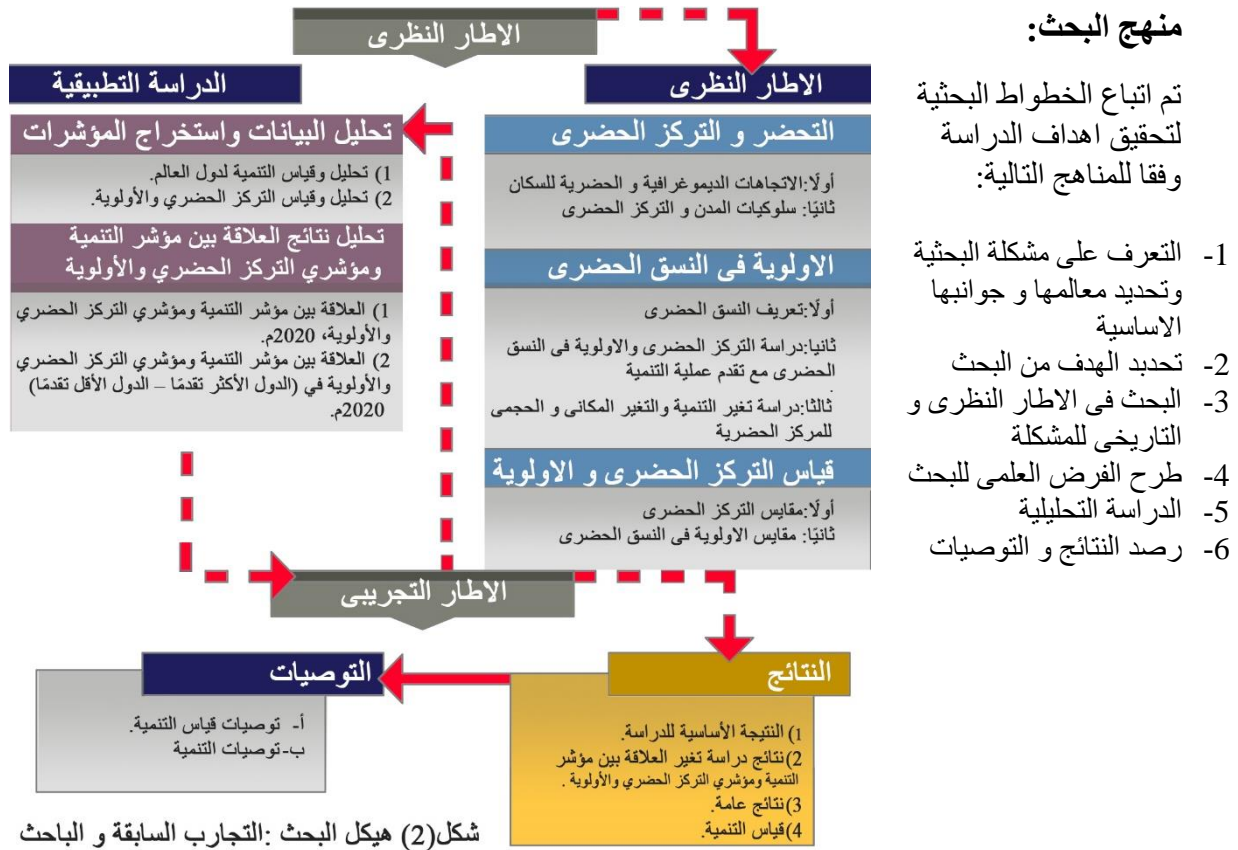 منهج البحث:
تم اتباع الخطواط البحثية
لتحقيق اهداف الدراسة
وفقا للمناهج التالية:
1- التعرف على مشكلة البحثية
وتحديد معالمها و جوانبها
الاساسية
2- تحدبد الهدف من البحث
3- البحث فى الاطار النظرى و
التاريخى للمشكلة
4- طرح الفرض العلمى للبحث
5- الدراسة التحليلية
6- رصد النتائج و التوصيات
الاطار النظرى
الاطار النظرى
التحضر و التركز الحضرى
أولًا:الاتجاهات الديموغرافية و الحضرية للسكان
ثانيًا: سلوكيات المدن و التركز الحضرى
الاولوية فى النسق الحضرى
أولًا:تعريف النسق الحضرى
ثانيا:دراسة التركز الحضرى والاولوية فى النسق
الحضرى مع تقدم عملية التنمية
.
ثالثا:دراسة تغير التنمية والتغير المكانى و الحجمى
للمركز الحضرية
قياس التركز الحضرى و الاولوية
أولًا:مقايس التركز الحضرى
ثانيًا: مقايس الاولوية فى النسق الحضرى
الدراسة التطبيقية
تحليل البيانات واستخراج المؤشرات
1) تحليل وقياس التنمية لدول العالم.
2) تحليل وقياس التركز الحضري والأولوية.
تحليل نتائج العلاقة بين مؤشر التنمية
ومؤشري التركز الحضري والأولوية
1) العلاقة بين مؤشر التنمية ومؤشري التركز الحضري
والأولوية، 2020م.
2) العلاقة بين مؤشر التنمية ومؤشري التركز الحضري
والأولوية في (الدول الأكثر تقدمًا – الدول الأقل تقدمًا)
2020م.
الاطار التجريبى
النتائج
1) النتيجة الأساسية للدراسة.
2)نتائج دراسة تغير العلاقة بين مؤشر
التنمية ومؤشري التركز الحضري والأولوية .
3)نتائج عامة.
4)قياس التنمية.
التوصيات
أ- توصيات قياس التنمية.
ب-توصيات التنمية
شكل(2) هيكل البحث :التجارب السابقة و الباحث